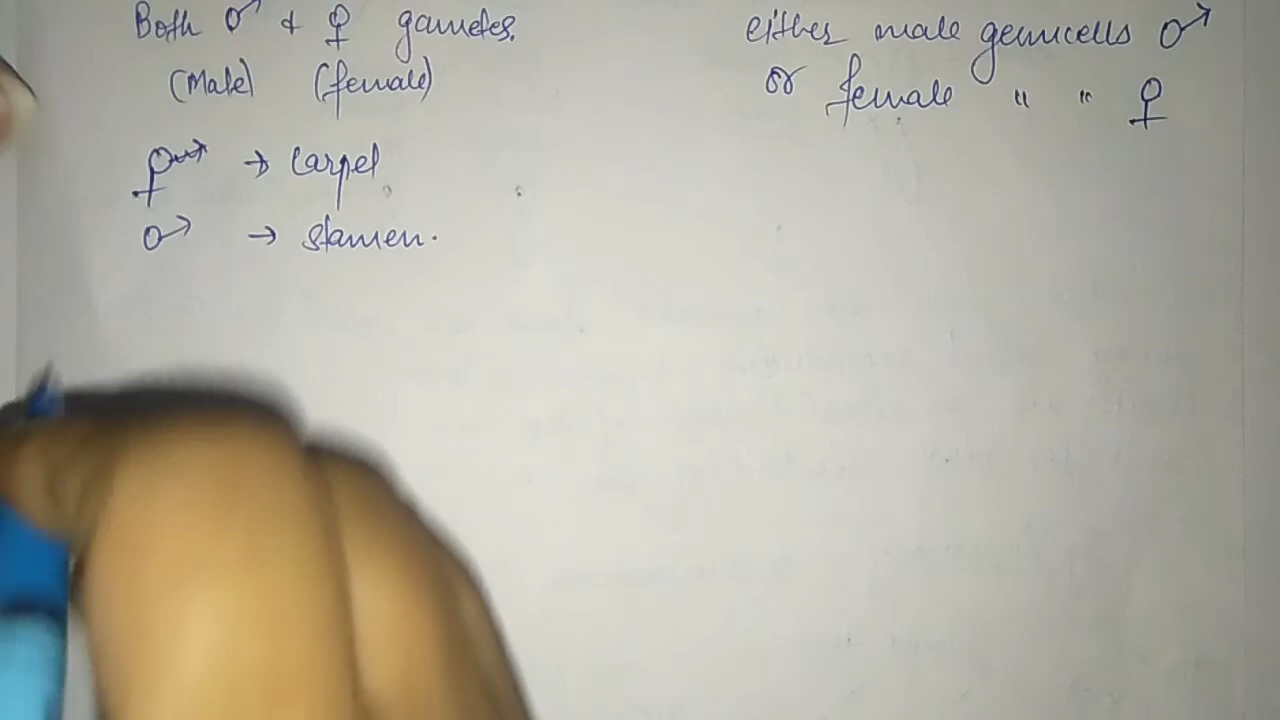 Both ♂ & ♀ gametes.
(Male) (female)
♀ → Carpel
♂ → stamen.
either male germcells ♂
or female " " ♀